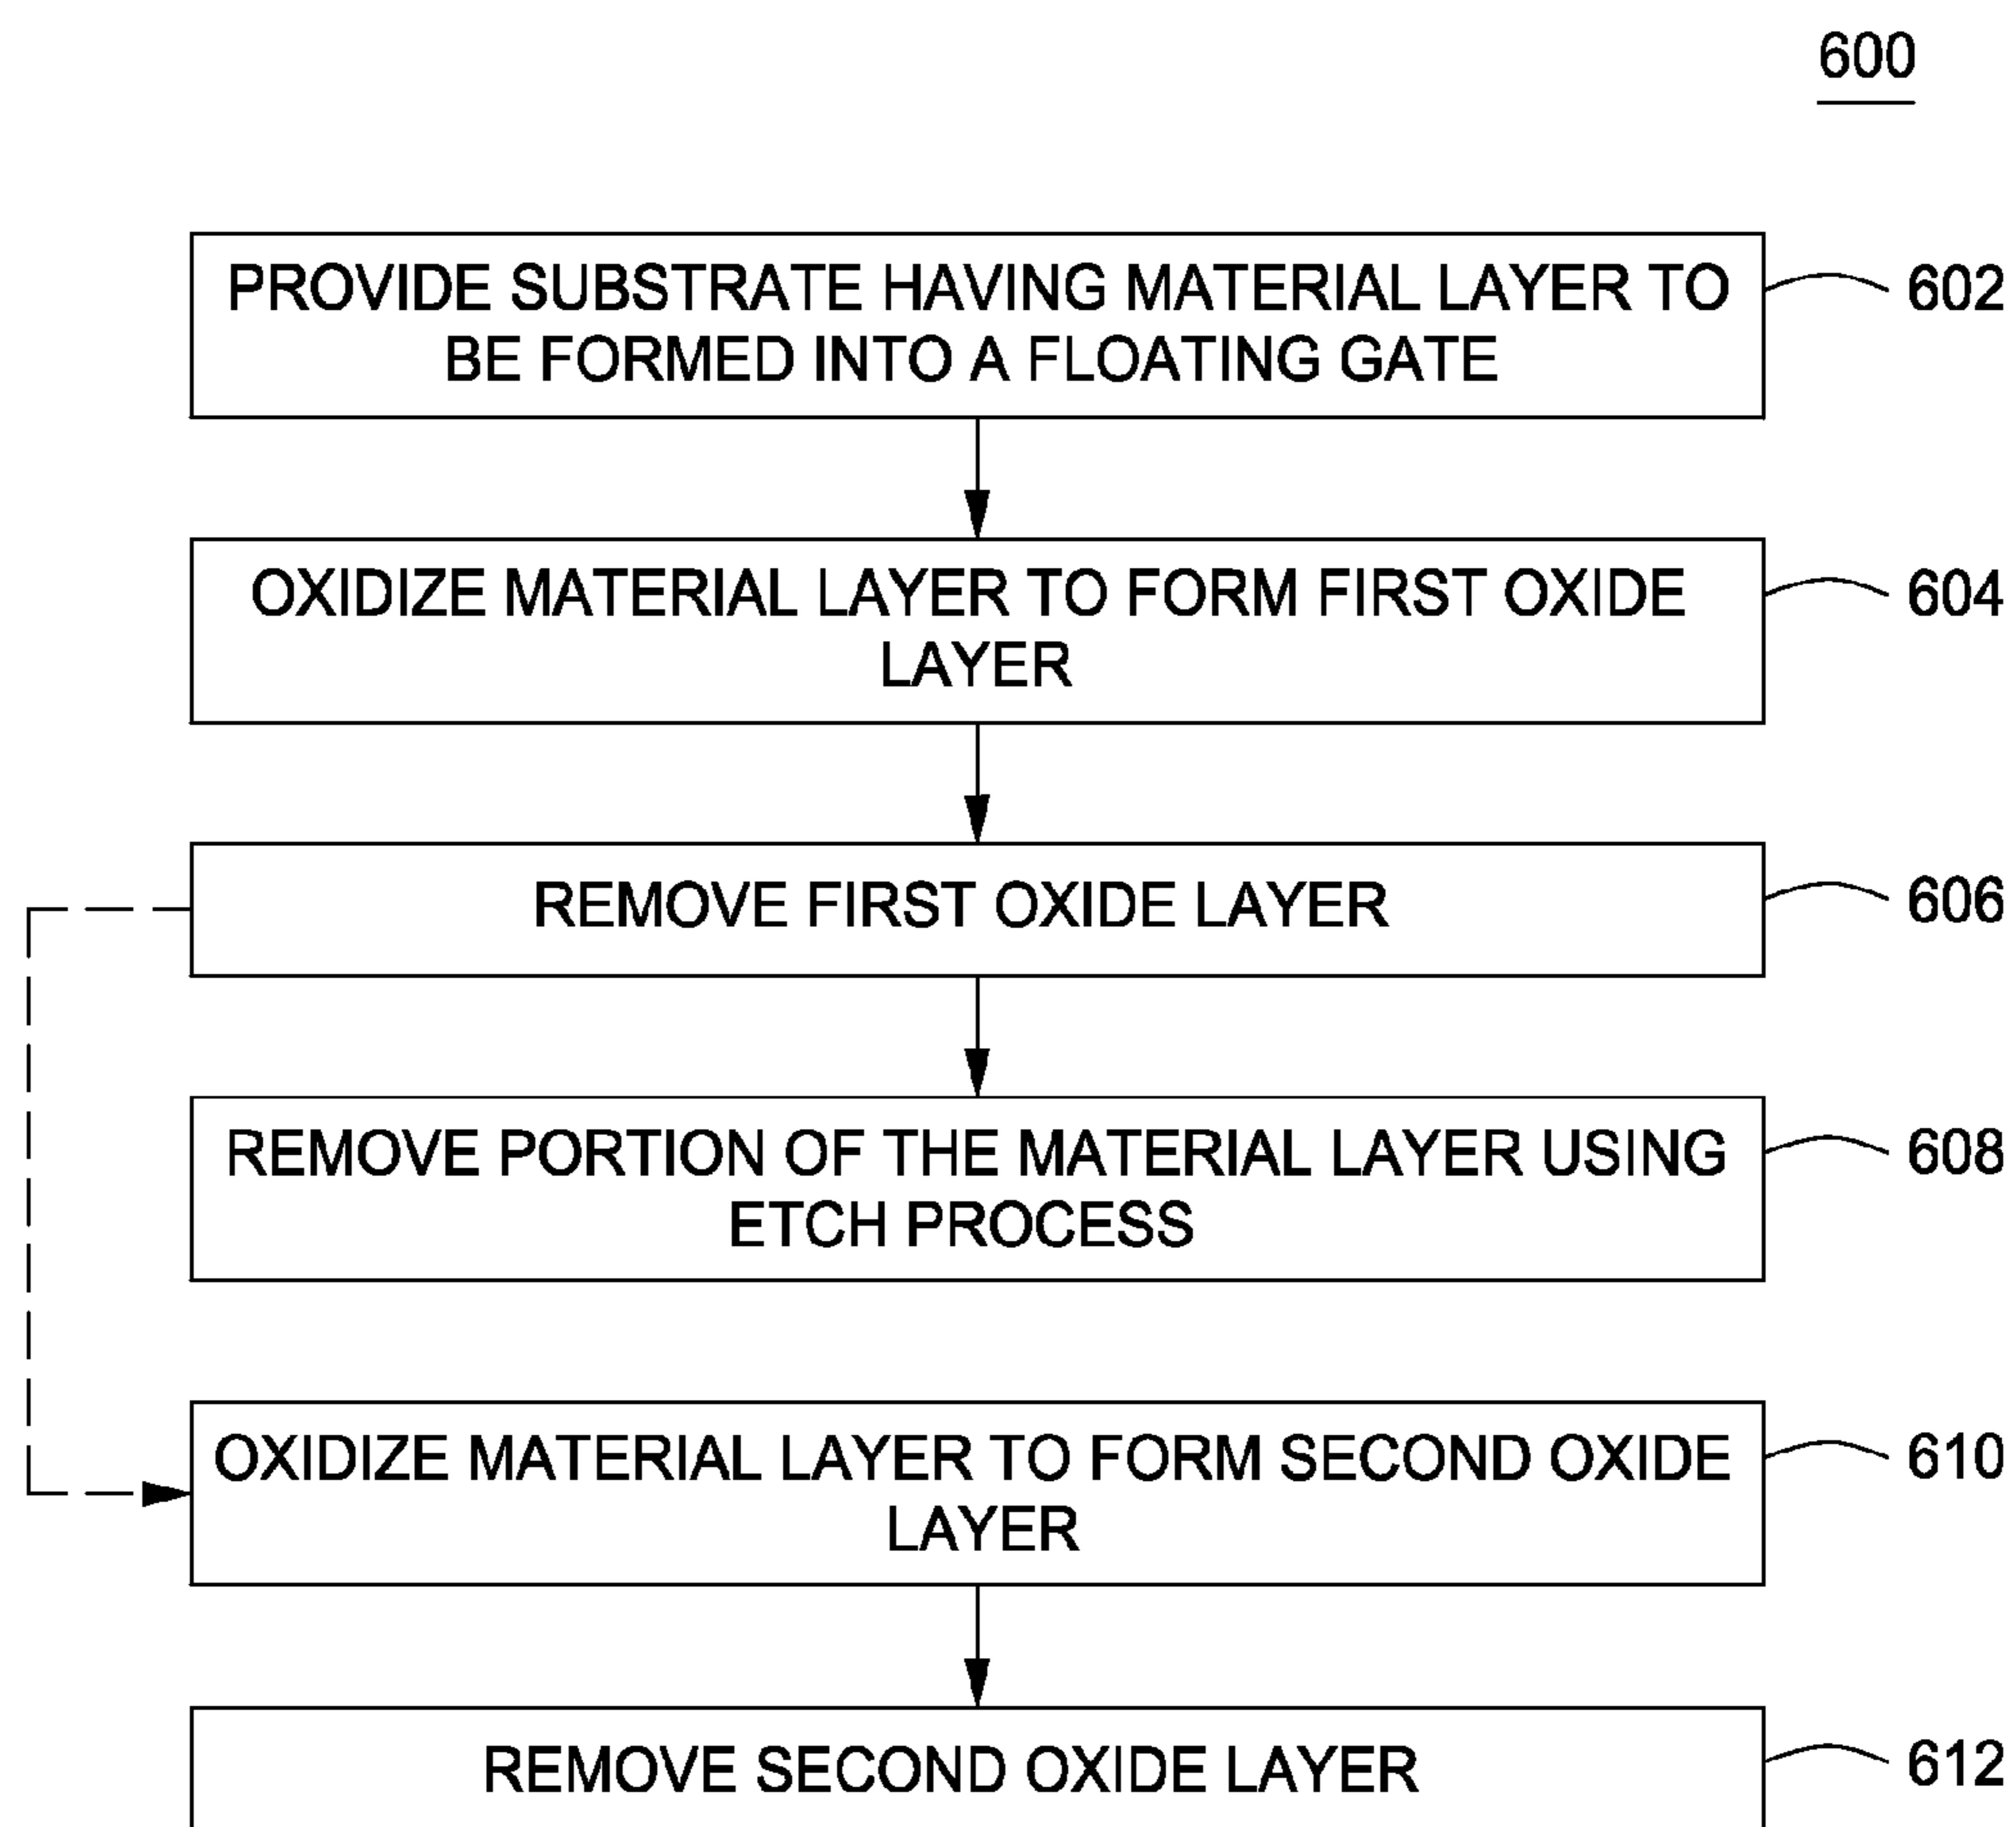 600
PROVIDE SUBSTRATE HAVING MATERIAL LAYER TO
BE FORMED INTO A FLOATING GATE
602
OXIDIZE MATERIAL LAYER TO FORM FIRST OXIDE
LAYER
604
REMOVE FIRST OXIDE LAYER
606
REMOVE PORTION OF THE MATERIAL LAYER USING
ETCH PROCESS
608
OXIDIZE MATERIAL LAYER TO FORM SECOND OXIDE
LAYER
610
REMOVE SECOND OXIDE LAYER
612